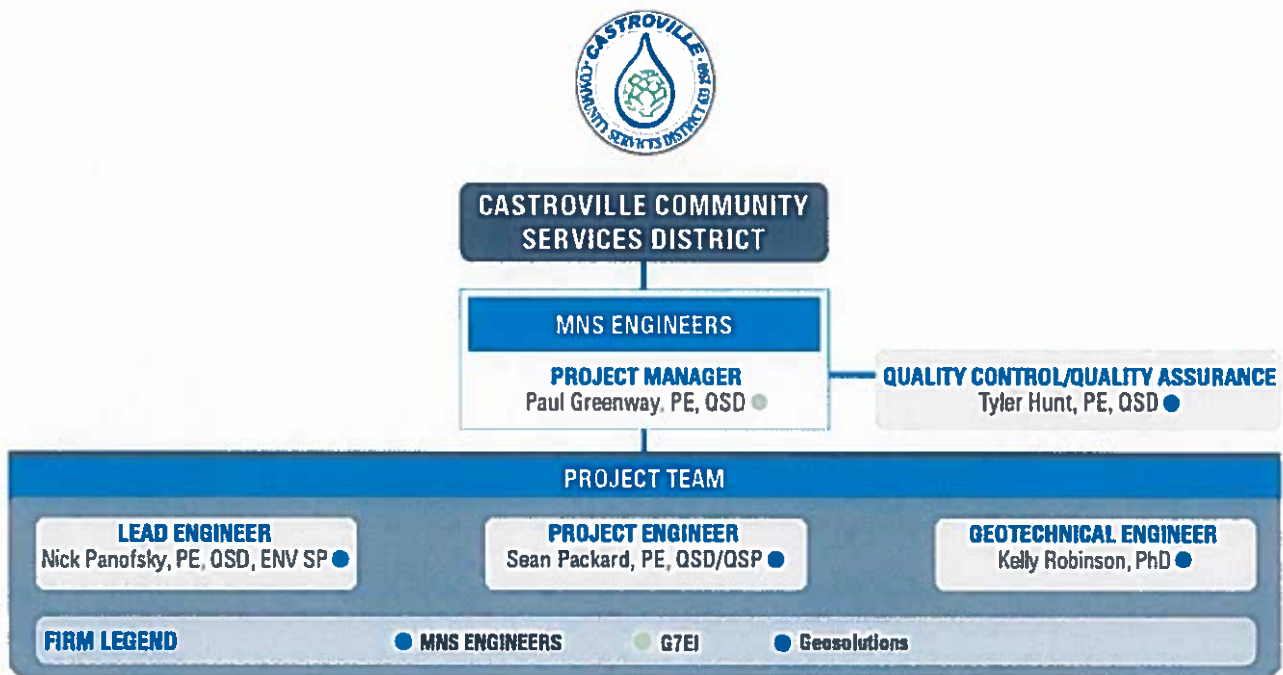 CASTROVILLE
COMMUNITY SERVICES DISTRICT
CASTROVILLE COMMUNITY
SERVICES DISTRICT
MNS ENGINEERS
PROJECT MANAGER
Paul Greenway, PE, QSD
QUALITY CONTROL/QUALITY ASSURANCE
Tyler Hunt, PE, QSD
PROJECT TEAM
LEAD ENGINEER
Nick Panofsky, PE, QSD, ENV SP
PROJECT ENGINEER
Sean Packard, PE, QSD/QSP
GEOTECHNICAL ENGINEER
Kelly Robinson, PhD
FIRM LEGEND
MNS ENGINEERS
G7EI
Geosolutions